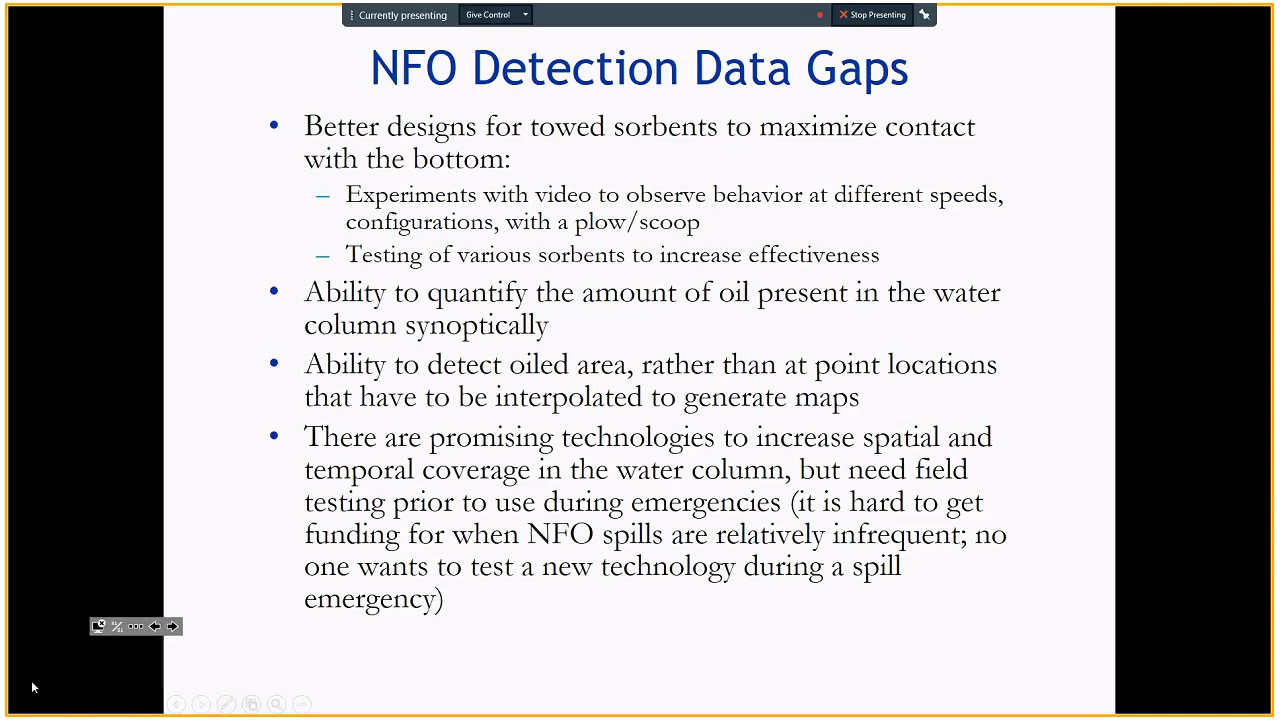 Currently presenting Give Control Stop Presenting
NFO Detection Data Gaps
• Better designs for towed sorbents to maximize contact
with the bottom:
– Experiments with video to observe behavior at different speeds,
configurations, with a plow/scoop
– Testing of various sorbents to increase effectiveness
• Ability to quantify the amount of oil present in the water
column synoptically
• Ability to detect oiled area, rather than at point locations
that have to be interpolated to generate maps
• There are promising technologies to increase spatial and
temporal coverage in the water column, but need field
testing prior to use during emergencies (it is hard to get
funding for when NFO spills are relatively infrequent; no
one wants to test a new technology during a spill
emergency)